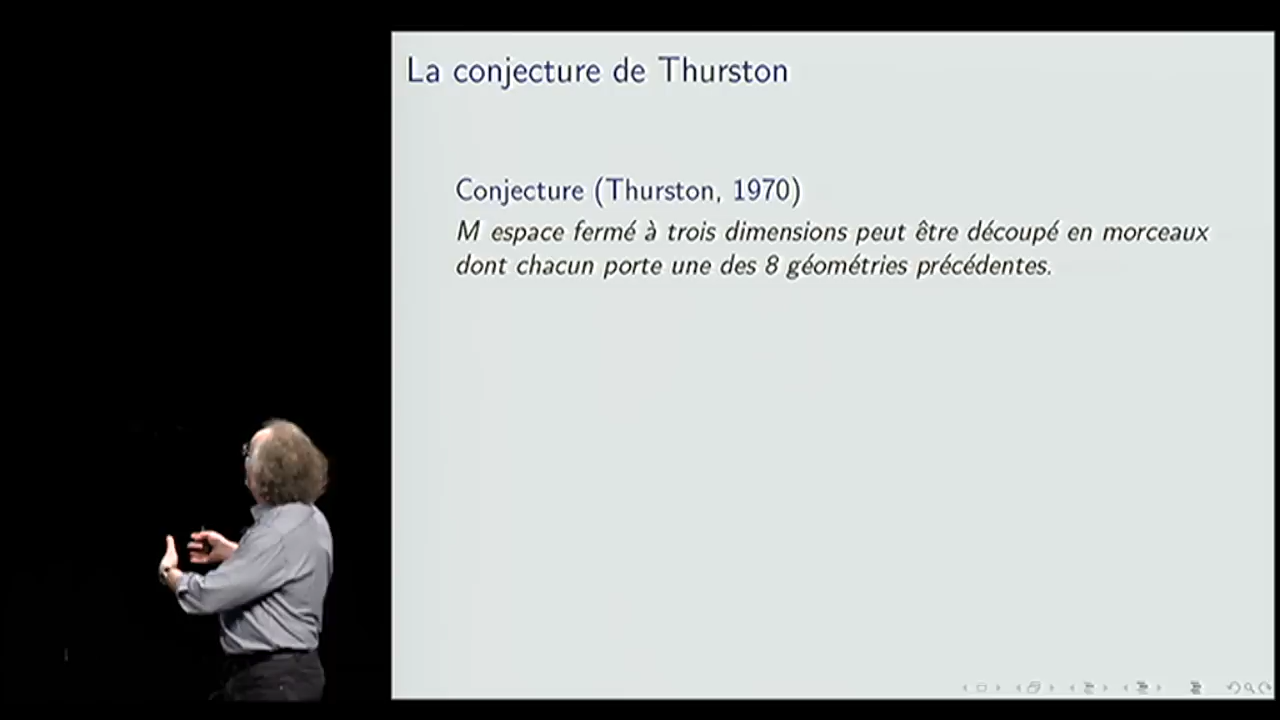 La conjecture de Thurston
Conjecture (Thurston, 1970)
M espace fermé à trois dimensions peut être découpé en morceaux
dont chacun porte une des 8 géométries précédentes.